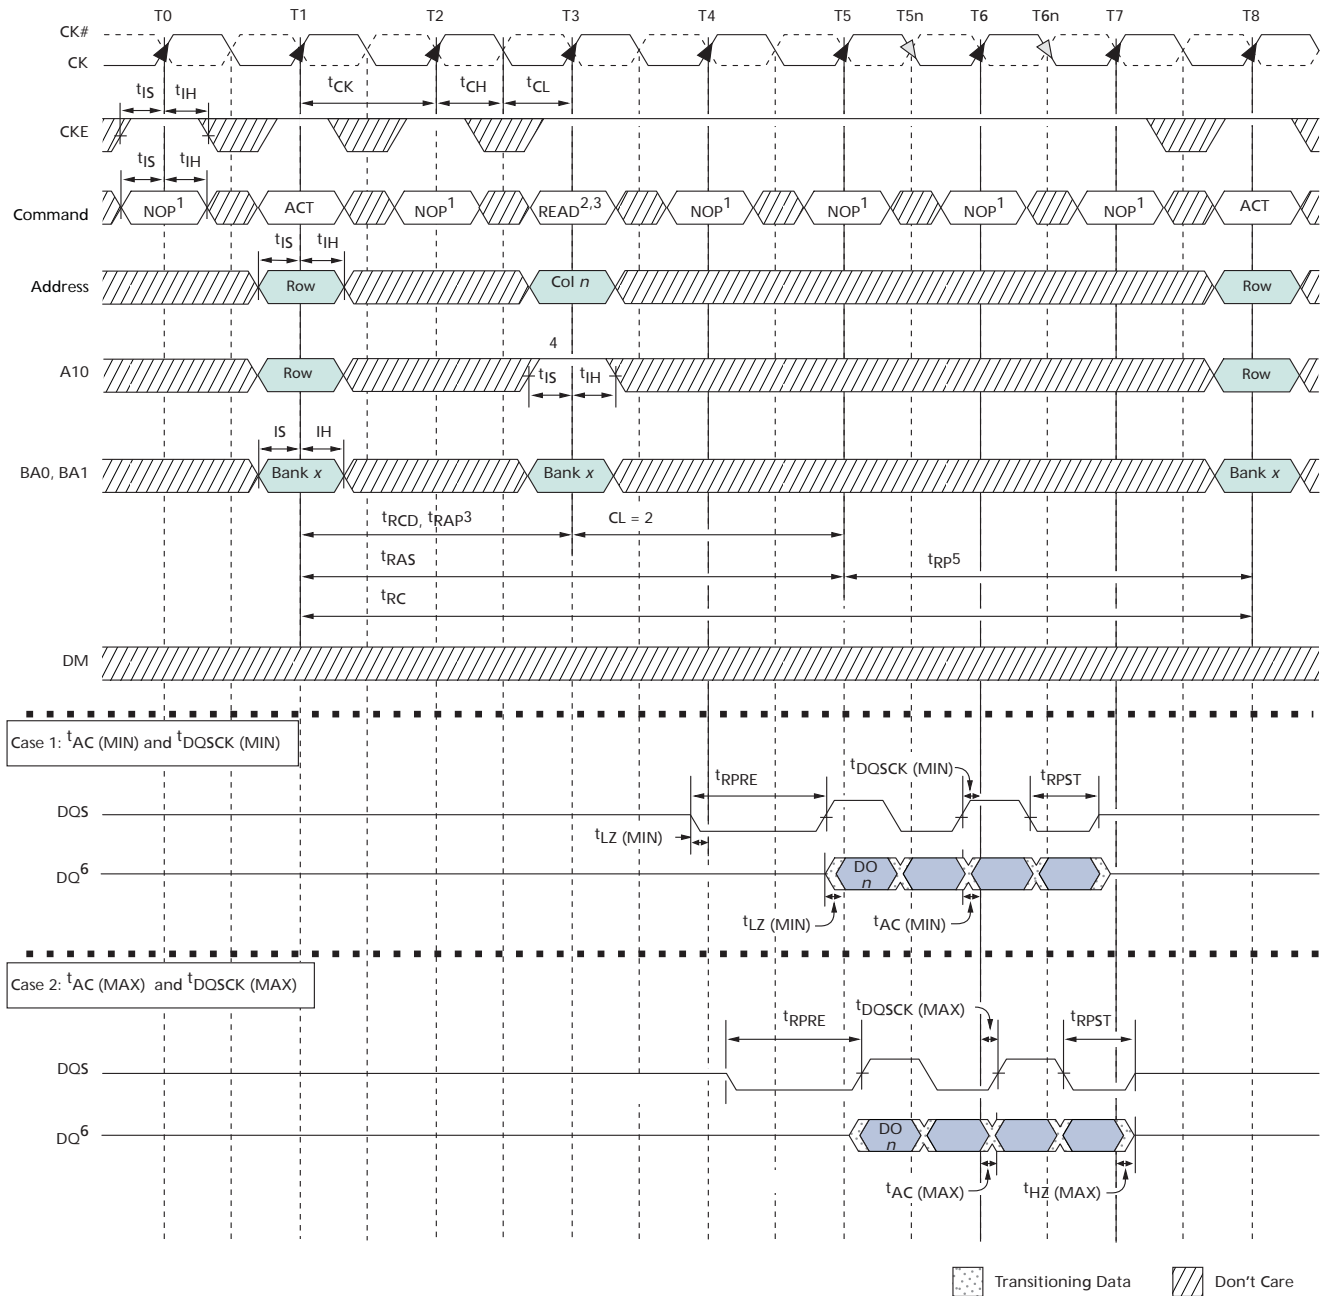 T0 T1 T2 T3 T4 T5 T5n T6 T6n T7 T8
CK#
CK
tIS tIH tCK tCH tCL
CKE
tIS tIH
Command NOP1 ACT NOP1 READ2,3 NOP1 NOP1 NOP1 NOP1 ACT
tIS tIH
Address Row Col n Row
4
A10 Row tIS tIH Row
IS IH
BA0, BA1 Bank x Bank x Bank x
tRCD, tRAP3 CL = 2
tRAS tRP5
tRC
DM
Case 1: tAC (MIN) and tDQSCK (MIN)
tRPRE tDQSCK (MIN) tRPST
DQS
tLZ (MIN)
DQ6 DO n
tLZ (MIN) tAC (MIN)
Case 2: tAC (MAX) and tDQSCK (MAX)
tRPRE tDQSCK (MAX) tRPST
DQS
DQ6 DO n
tAC (MAX) tHZ (MAX)
Transitioning Data Don't Care